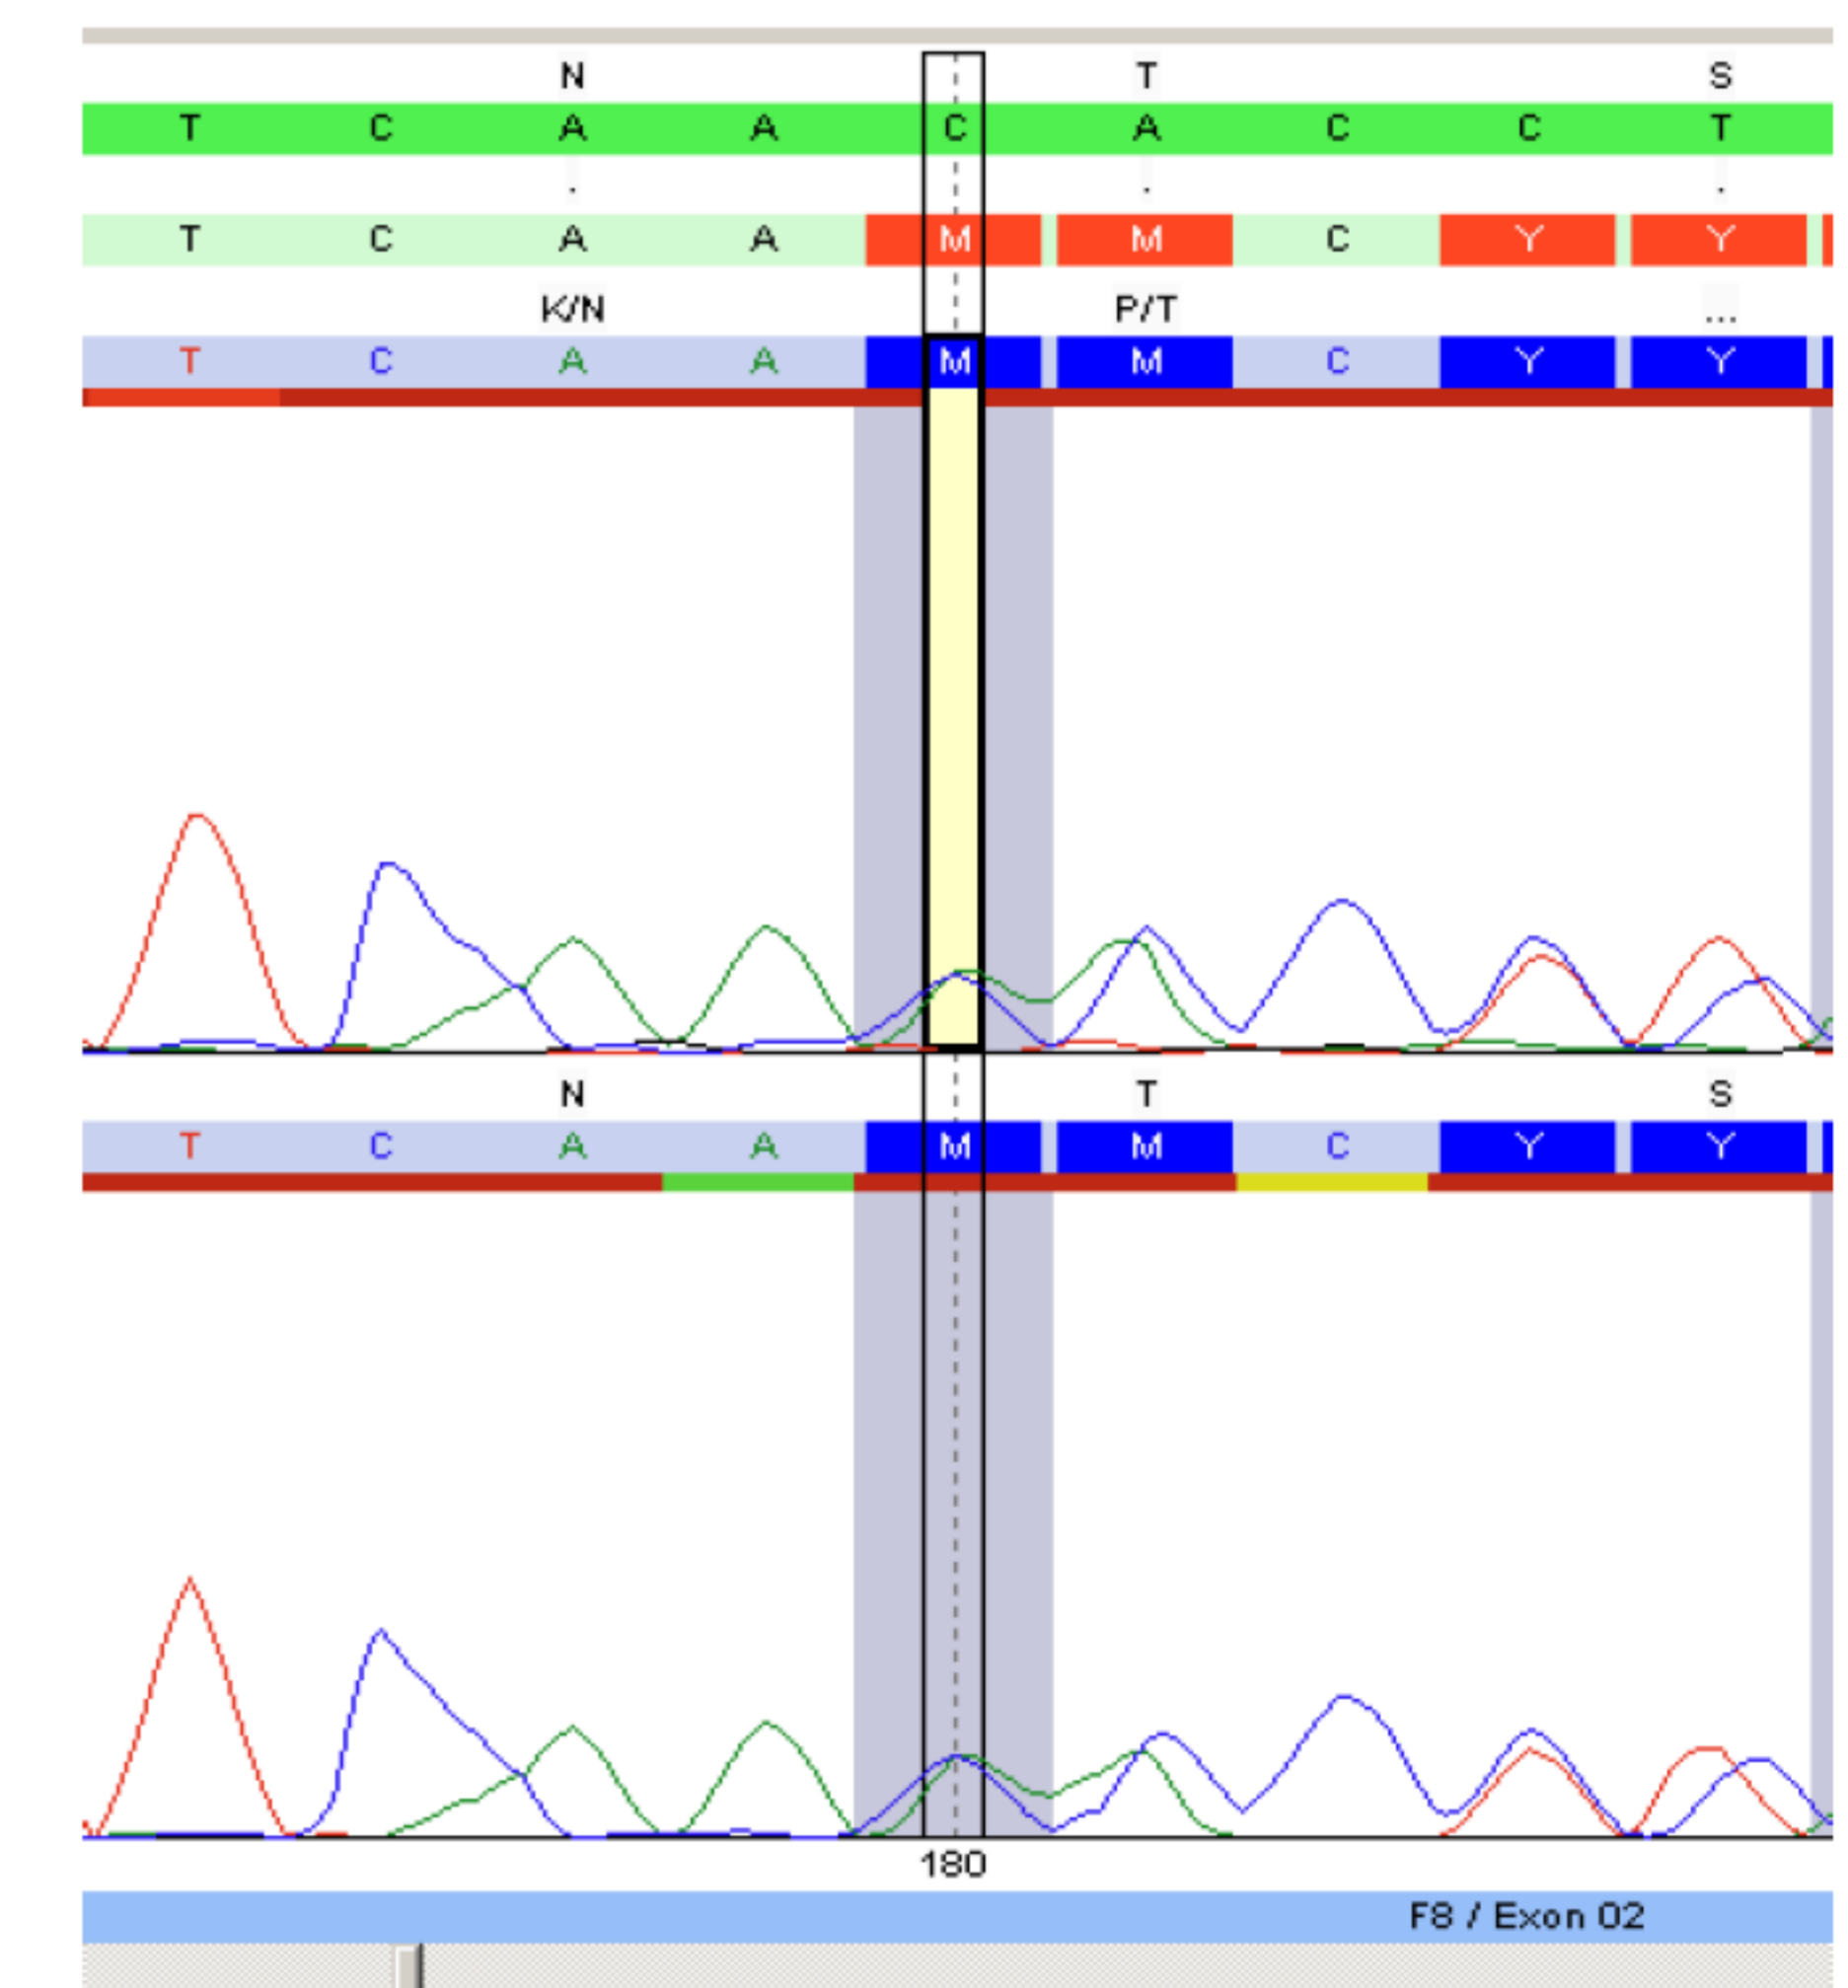 N T S
T C A A C A C C T
. . .
T C A A M M C Y Y
K/N P/T ...
T C A A M M C Y Y
N T S
T C A A M M C Y Y
180
F8 / Exon 02